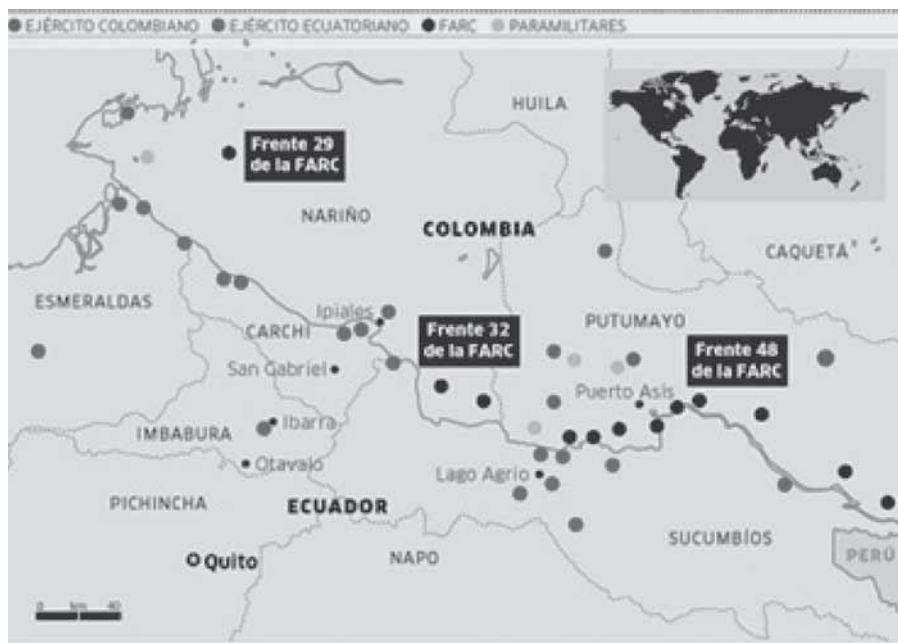 EJÉRCITO COLOMBIANO EJÉRCITO ECUATORIANO FARC PARAMILITARES
HUILA
Frente 29
de la FARC
NARIÑO
COLOMBIA
CAQUETÁ
ESMERALDAS
Ipiales
CARCHI
Frente 32
de la FARC
PUTUMAYO
Frente 48
de la FARC
San Gabriel
Puerto Asís
Ibarra
IMBABURA
Otavalo
Lago Agrio
PICHINCHA
ECUADOR
SUCUMBÍOS
Quito
NAPO
PERÚ
0 km 40